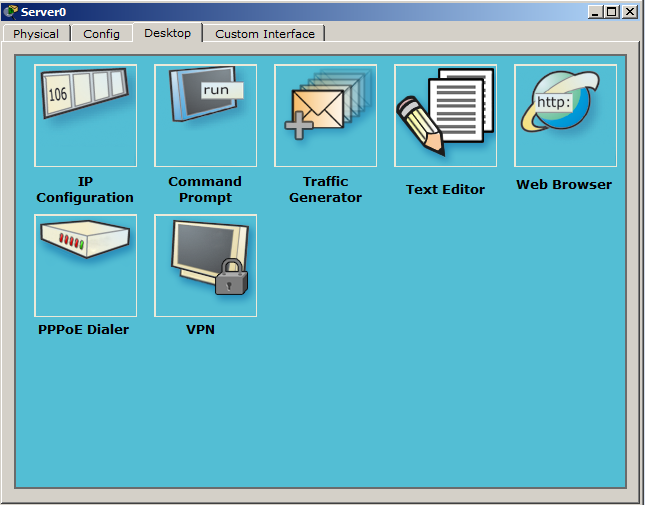 Server0
Physical Config Desktop Custom Interface
106 run http:
IP Configuration
Command Prompt
Traffic Generator
Text Editor
Web Browser
PPPoE Dialer
VPN